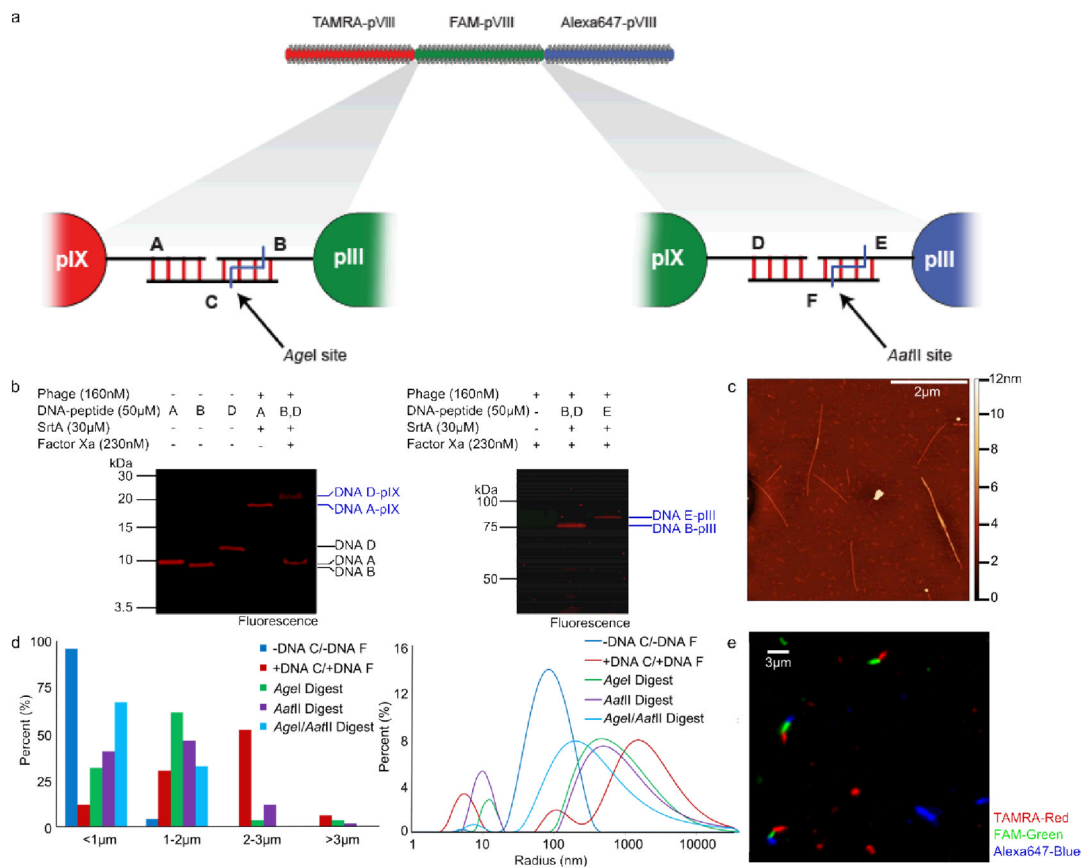 a
TAMRA-pVIII FAM-pVIII Alexa647-pVIII
pIX A B pIII
C
AgeI site
pIX D E pIII
F
AatII site
b
Phage (160nM) - - - + +
DNA-peptide (50µM) A B D A B,D
SrtA (30µM) - - - + +
Factor Xa (230nM) - - - - +
kDa
30
20
15
10
3.5
DNA D-pIX
DNA A-pIX
DNA D
DNA A
DNA B
Fluorescence
Phage (160nM) + + +
DNA-peptide (50µM) - B,D E
SrtA (30µM) - + +
Factor Xa (230nM) + + +
kDa
100
75
50
DNA E-pIII
DNA B-pIII
Fluorescence
c
2µm
12nm
10
8
6
4
2
0
d
Percent (%)
100
75
50
25
0
-DNA C/-DNA F
+DNA C/+DNA F
AgeI Digest
AatII Digest
AgeI/AatII Digest
<1µm 1-2µm 2-3µm >3µm
Percent (%)
16
12
8
4
0
-DNA C/-DNA F
+DNA C/+DNA F
AgeI Digest
AatII Digest
AgeI/AatII Digest
1 10 100 1000 10000
Radius (nm)
e
3µm
TAMRA-Red
FAM-Green
Alexa647-Blue